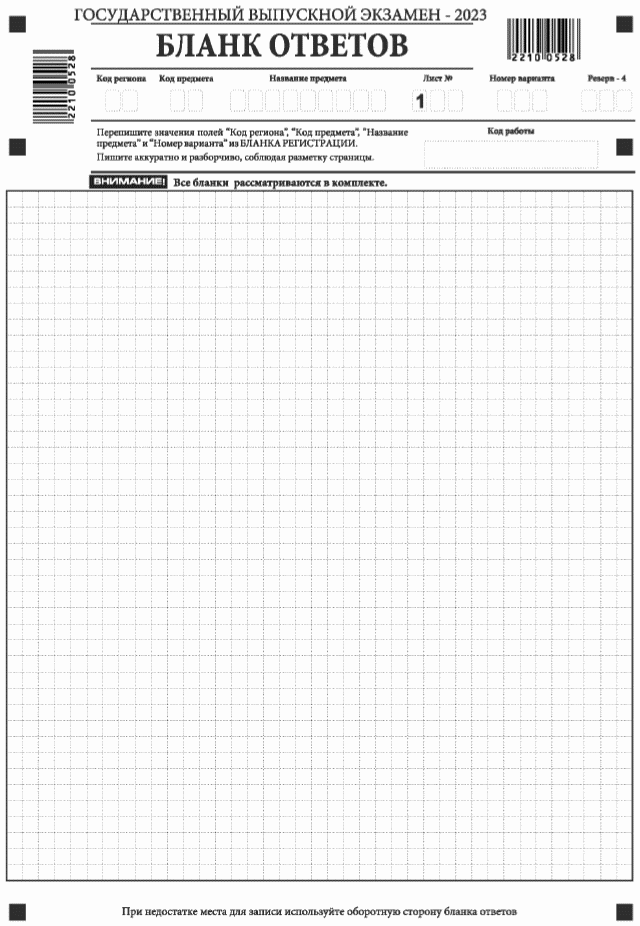 ГОСУДАРСТВЕННЫЙ ВЫПУСКНОЙ ЭКЗАМЕН - 2023
БЛАНК ОТВЕТОВ
2210 0528
2210 0528
Код региона Код предмета Название предмета Лист № Номер варианта Резерв - 4
1
Перепишите значения полей "Код региона", "Код предмета", "Название
предмета" и "Номер варианта" из БЛАНКА РЕГИСТРАЦИИ.
Пишите аккуратно и разборчиво, соблюдая разметку страницы.
Код работы
ВНИМАНИЕ! Все бланки рассматриваются в комплекте.
При недостатке места для записи используйте оборотную сторону бланка ответов